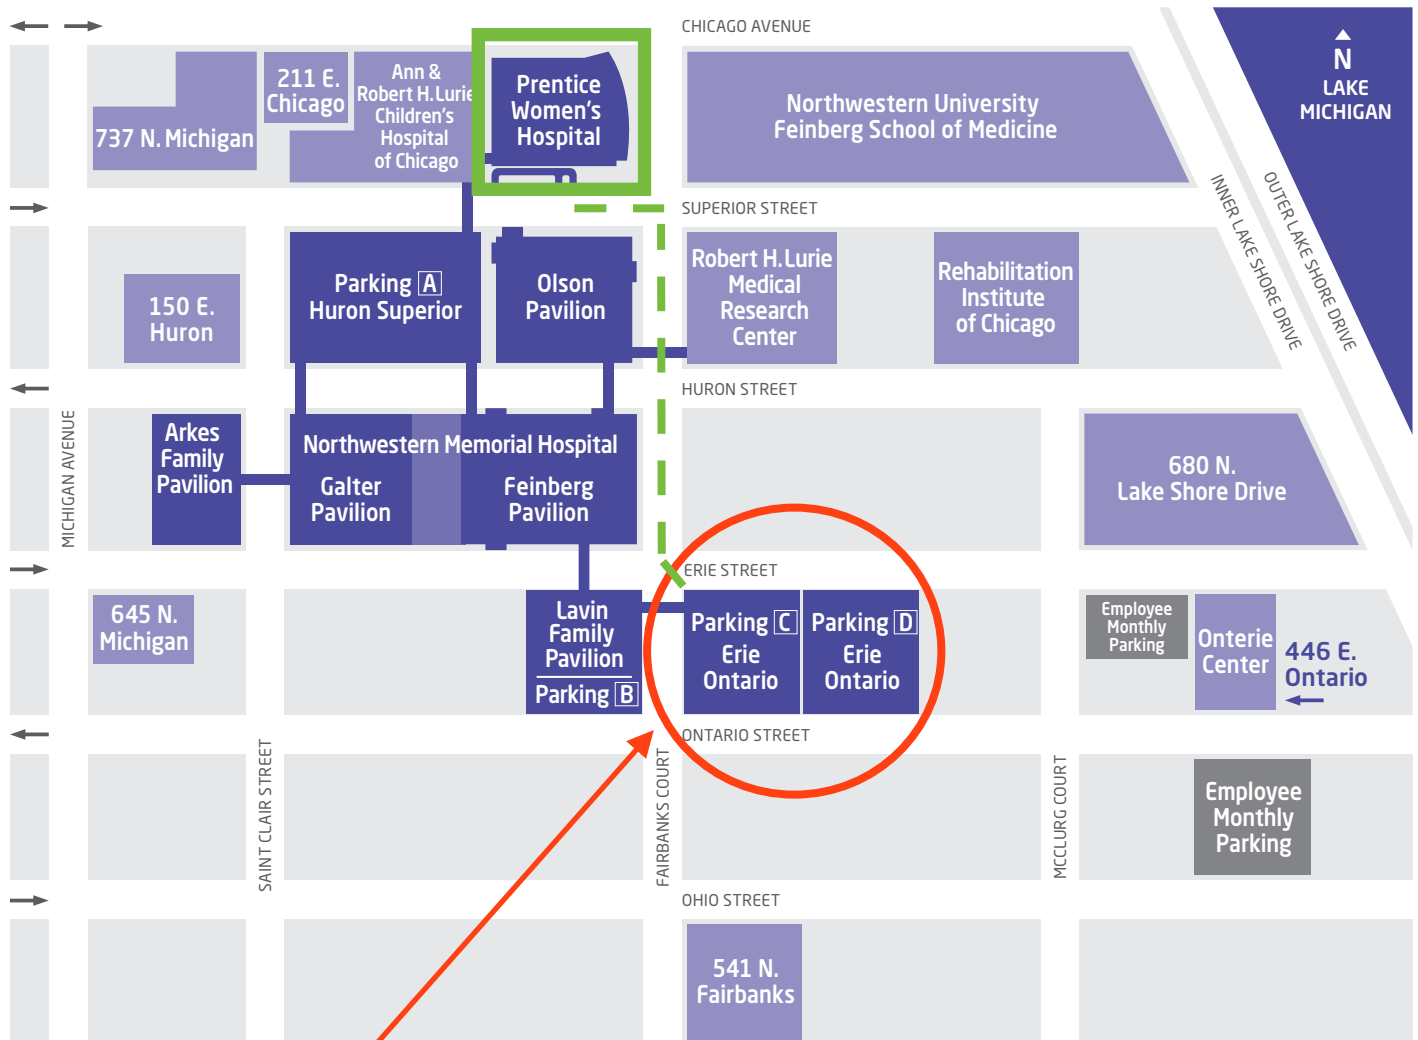 CHICAGO AVENUE
N
LAKE
MICHIGAN
737 N. Michigan
211 E.
Chicago
Ann &
Robert H. Lurie
Children's
Hospital
of Chicago
Prentice
Women's
Hospital
Northwestern University
Feinberg School of Medicine
INNER LAKE SHORE DRIVE
OUTER LAKE SHORE DRIVE
SUPERIOR STREET
150 E.
Huron
Parking A
Huron Superior
Olson
Pavilion
Robert H. Lurie
Medical
Research
Center
Rehabilitation
Institute
of Chicago
HURON STREET
MICHIGAN AVENUE
Arkes
Family
Pavilion
Northwestern Memorial Hospital
Galter
Pavilion
Feinberg
Pavilion
680 N.
Lake Shore Drive
ERIE STREET
645 N.
Michigan
Lavin
Family
Pavilion
Parking B
Parking C
Erie
Ontario
Parking D
Erie
Ontario
Employee
Monthly
Parking
Onterie
Center
446 E.
Ontario
ONTARIO STREET
SAINT CLAIR STREET
FAIRBANKS COURT
MCCLURG COURT
Employee
Monthly
Parking
OHIO STREET
541 N.
Fairbanks